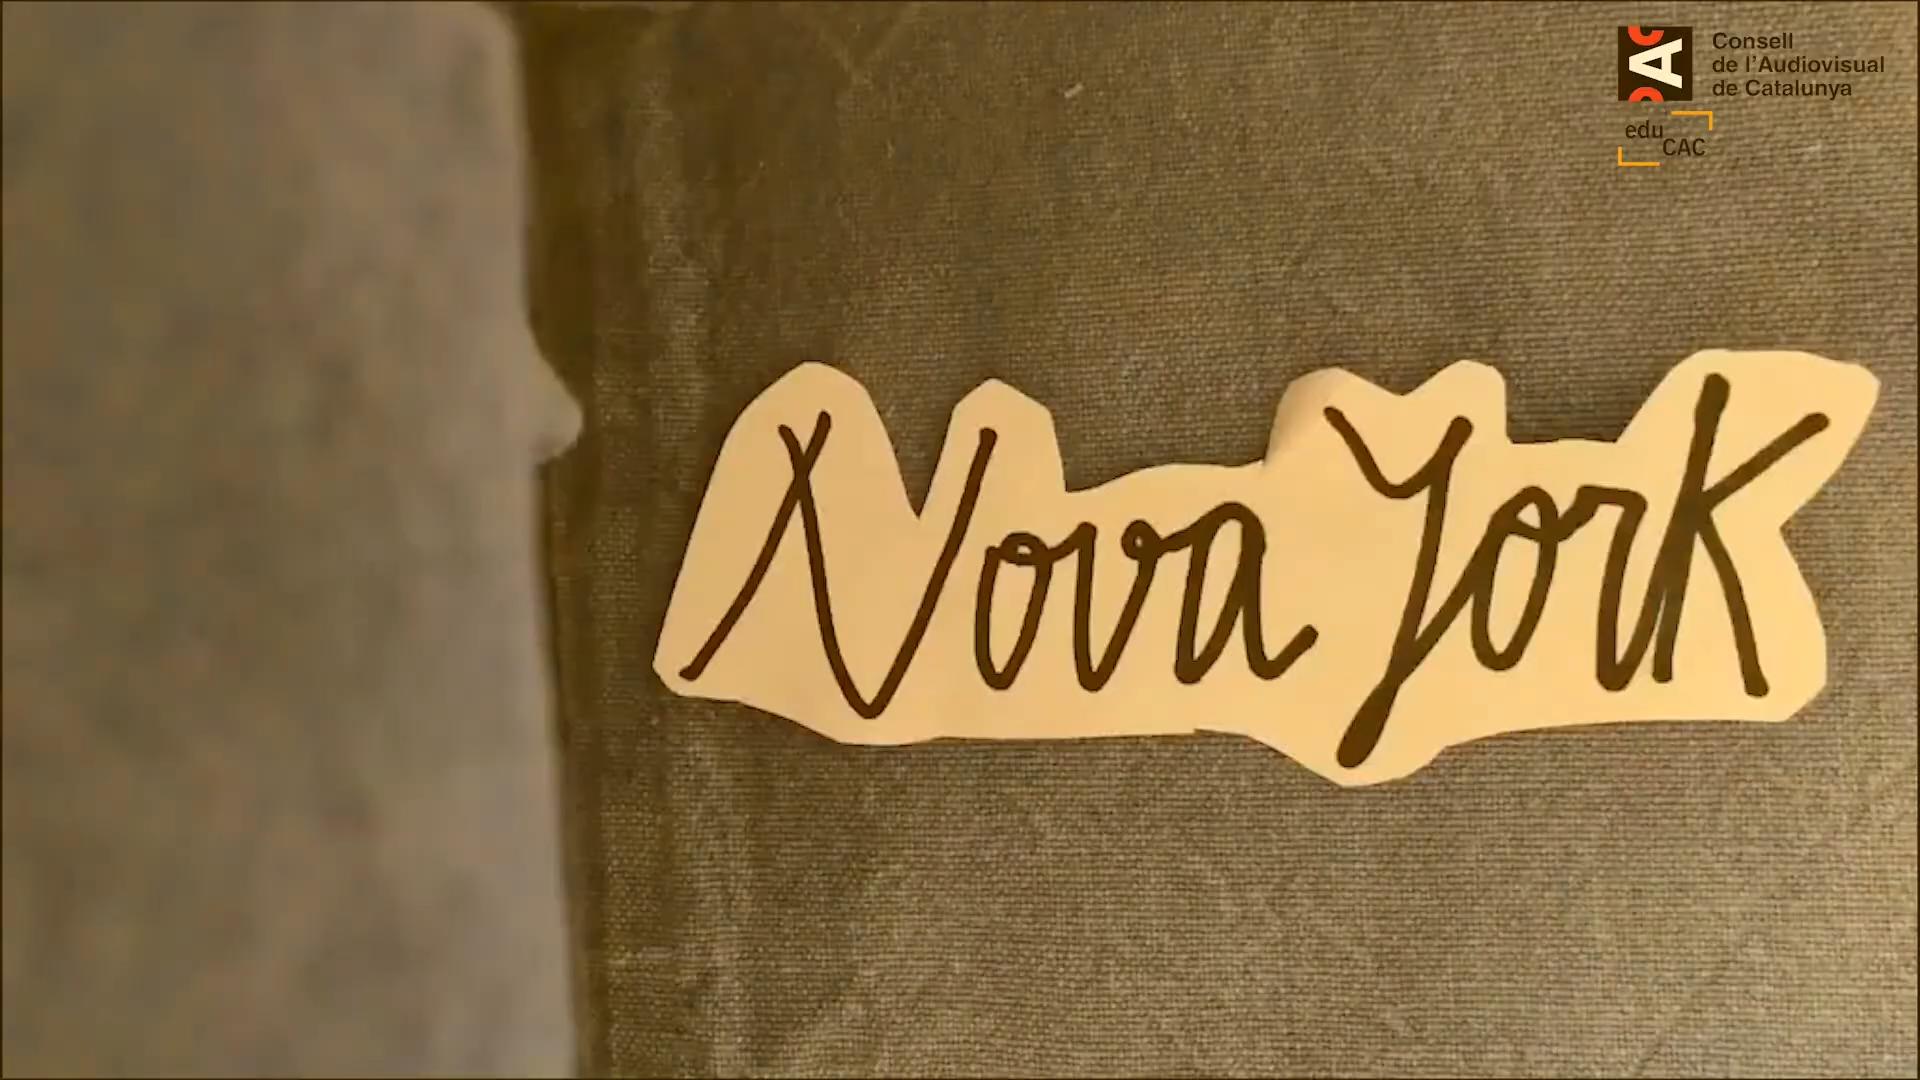 Consell
de l'Audiovisual
de Catalunya
edu
CAC
Nova York